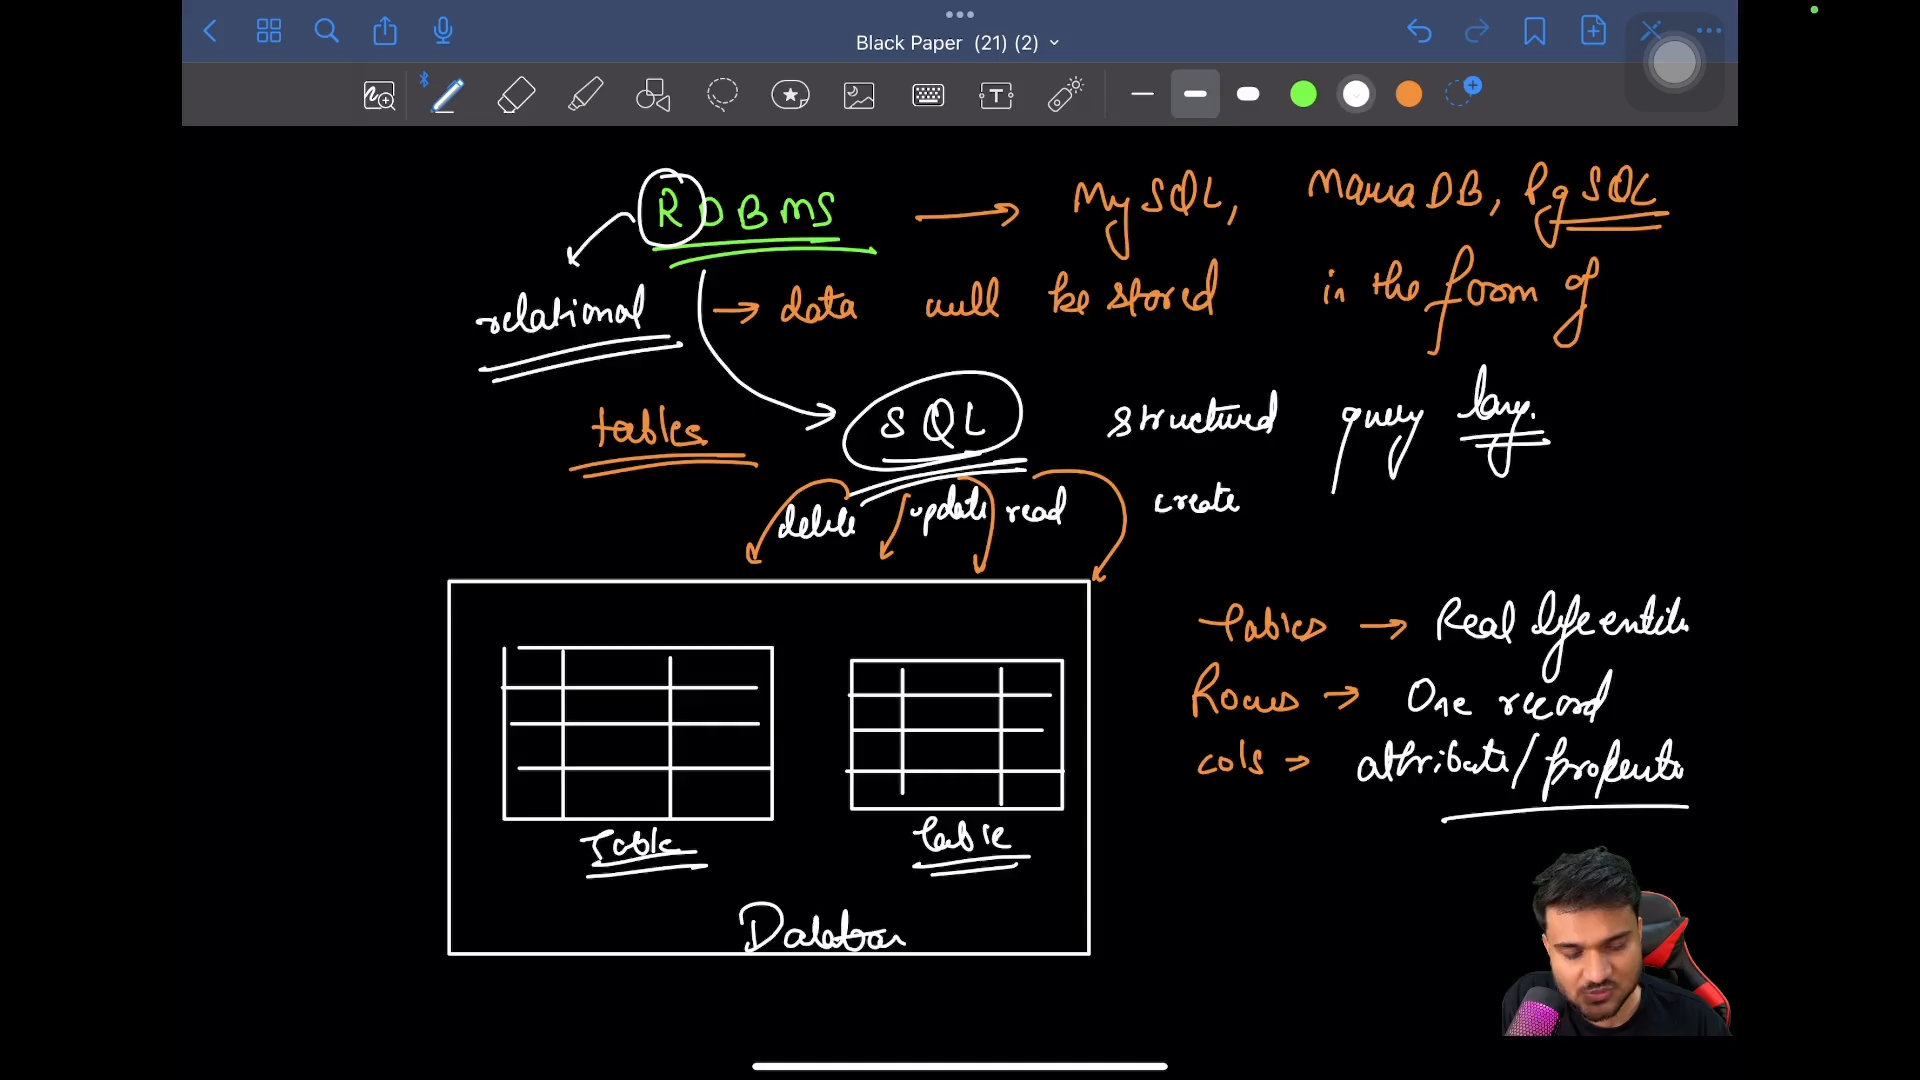 Black Paper (21) (2)
RDBMS → MySQL, MariaDB, PgSQL
relational → data will be stored in the form of
tables SQL structured query lang.
delete update read create
Tables → Real life entities
Rows → One record
cols → attribute/properties
Table Table
Database